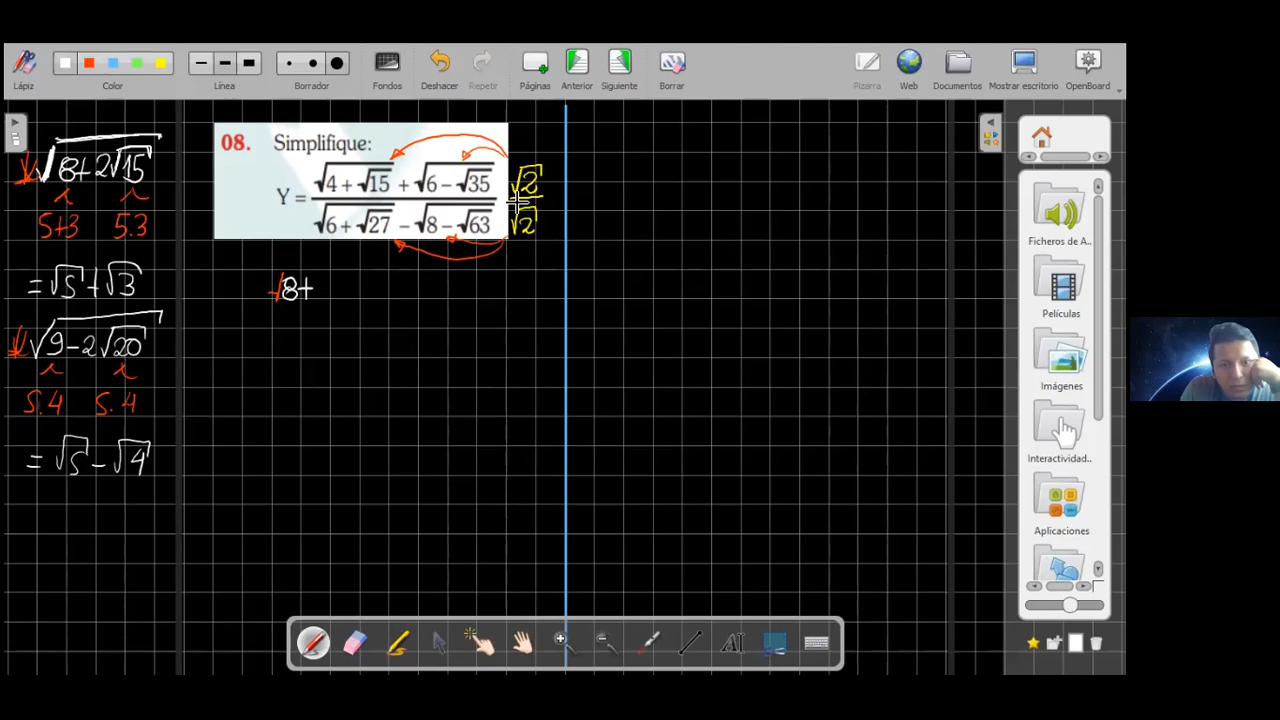 Lápiz Color Línea Borrador Fondos Deshacer Repetir Páginas Anterior Siguiente Borrar Pizarra Web Documentos Mostrar escritorio OpenBoard
08. Simplifique:
Y = (√(4 + √15) + √(6 − √35)) / (√(6 + √27) − √(8 − √63))
√2
√2
√8+
√(8+2√15)
5+3 5.3
= √5 + √3
√(9−2√20)
5.4 5.4
= √5 − √4
Ficheros de A..
Películas
Imágenes
Interactividad..
Aplicaciones